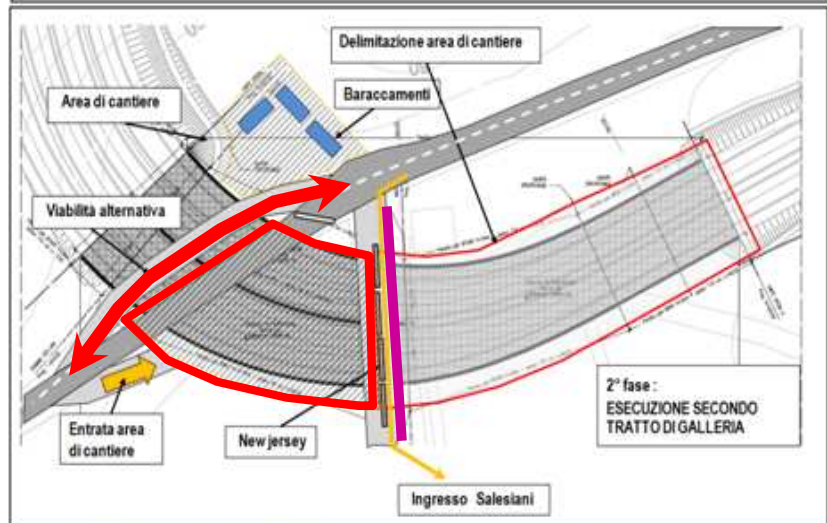 Delimitazione area di cantiere
Area di cantiere
Baraccamenti
Viabilità alternativa
2° fase :
ESECUZIONE SECONDO
TRATTO DI GALLERIA
Entrata area
di cantiere
New jersey
Ingresso Salesiani